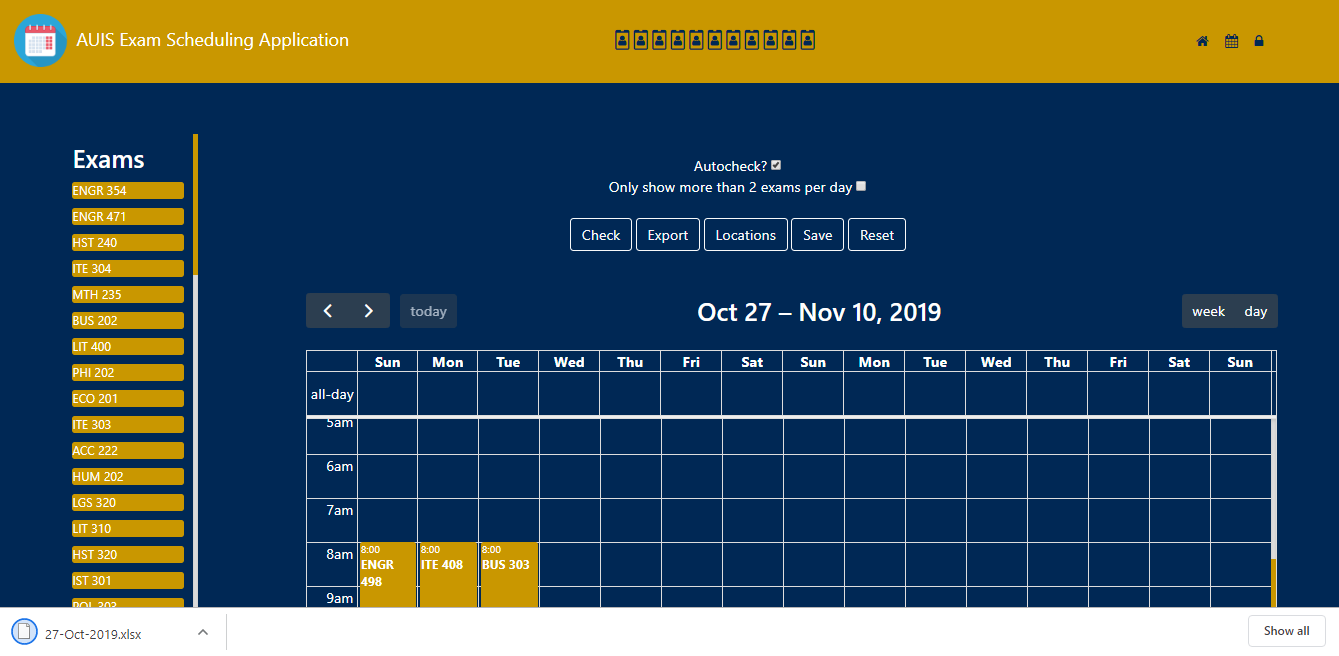 AUIS Exam Scheduling Application
Exams
ENGR 354
ENGR 471
HST 240
ITE 304
MTH 235
BUS 202
LIT 400
PHI 202
ECO 201
ITE 303
ACC 222
HUM 202
LGS 320
LIT 310
HST 320
IST 301
POL 303
Autocheck?
Only show more than 2 exams per day
Check Export Locations Save Reset
today
Oct 27 – Nov 10, 2019
week day
Sun Mon Tue Wed Thu Fri Sat Sun Mon Tue Wed Thu Fri Sat Sun
all-day
5am
6am
7am
8am
9am
8:00
ENGR
498
8:00
ITE 408
8:00
BUS 303
27-Oct-2019.xlsx
Show all